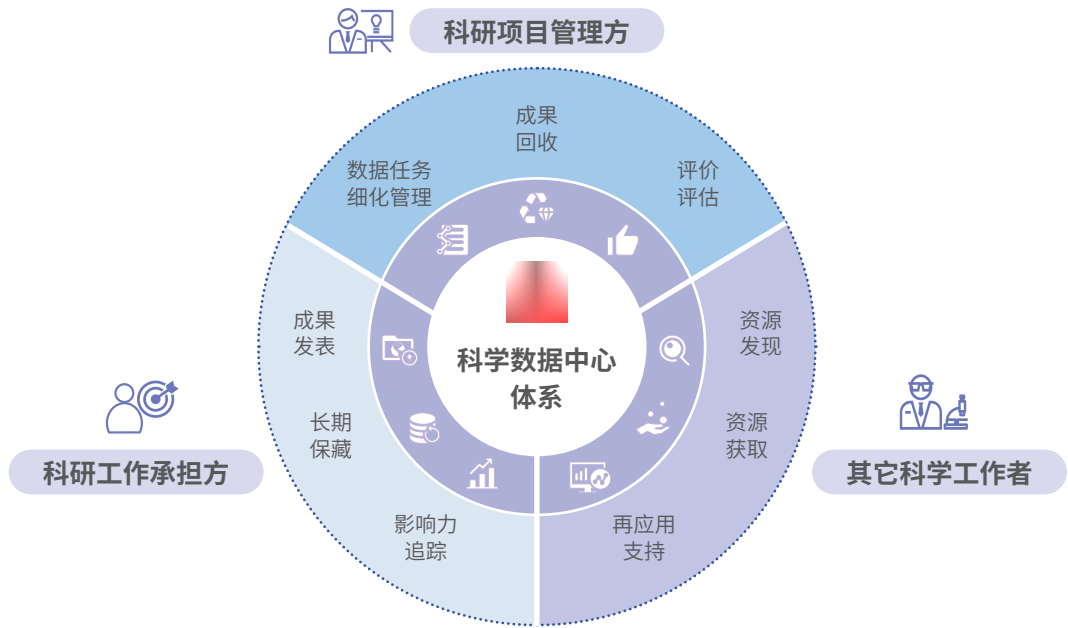 科研项目管理方
成果
回收
数据任务
细化管理
评价
评估
成果
发表
资源
发现
科学数据中心
体系
长期
保藏
资源
获取
科研工作承担方
其它科学工作者
影响力
追踪
再应用
支持